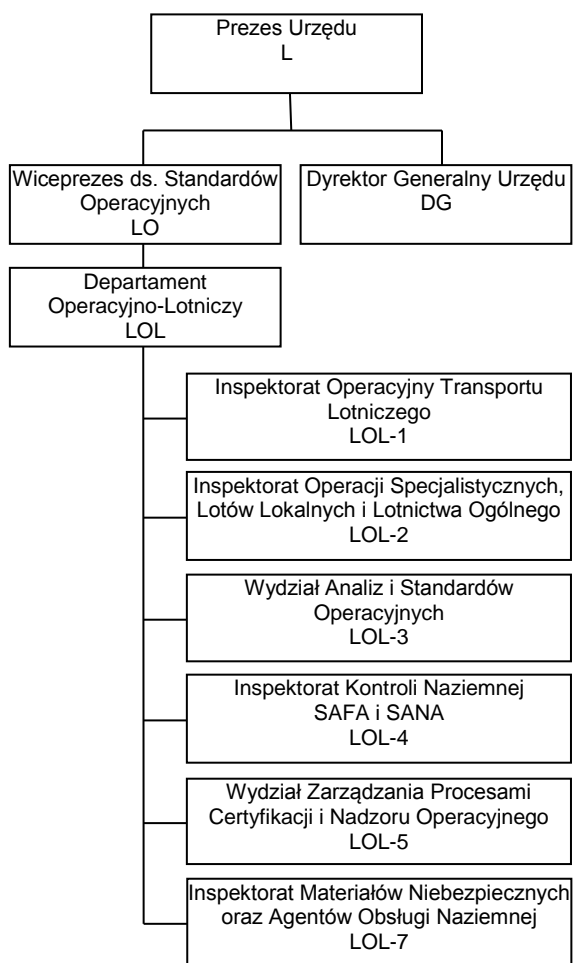 Prezes Urzędu
L
Wiceprezes ds. Standardów
Operacyjnych
LO
Dyrektor Generalny Urzędu
DG
Departament
Operacyjno-Lotniczy
LOL
Inspektorat Operacyjny Transportu
Lotniczego
LOL-1
Inspektorat Operacji Specjalistycznych,
Lotów Lokalnych i Lotnictwa Ogólnego
LOL-2
Wydział Analiz i Standardów
Operacyjnych
LOL-3
Inspektorat Kontroli Naziemnej
SAFA i SANA
LOL-4
Wydział Zarządzania Procesami
Certyfikacji i Nadzoru Operacyjnego
LOL-5
Inspektorat Materiałów Niebezpiecznych
oraz Agentów Obsługi Naziemnej
LOL-7